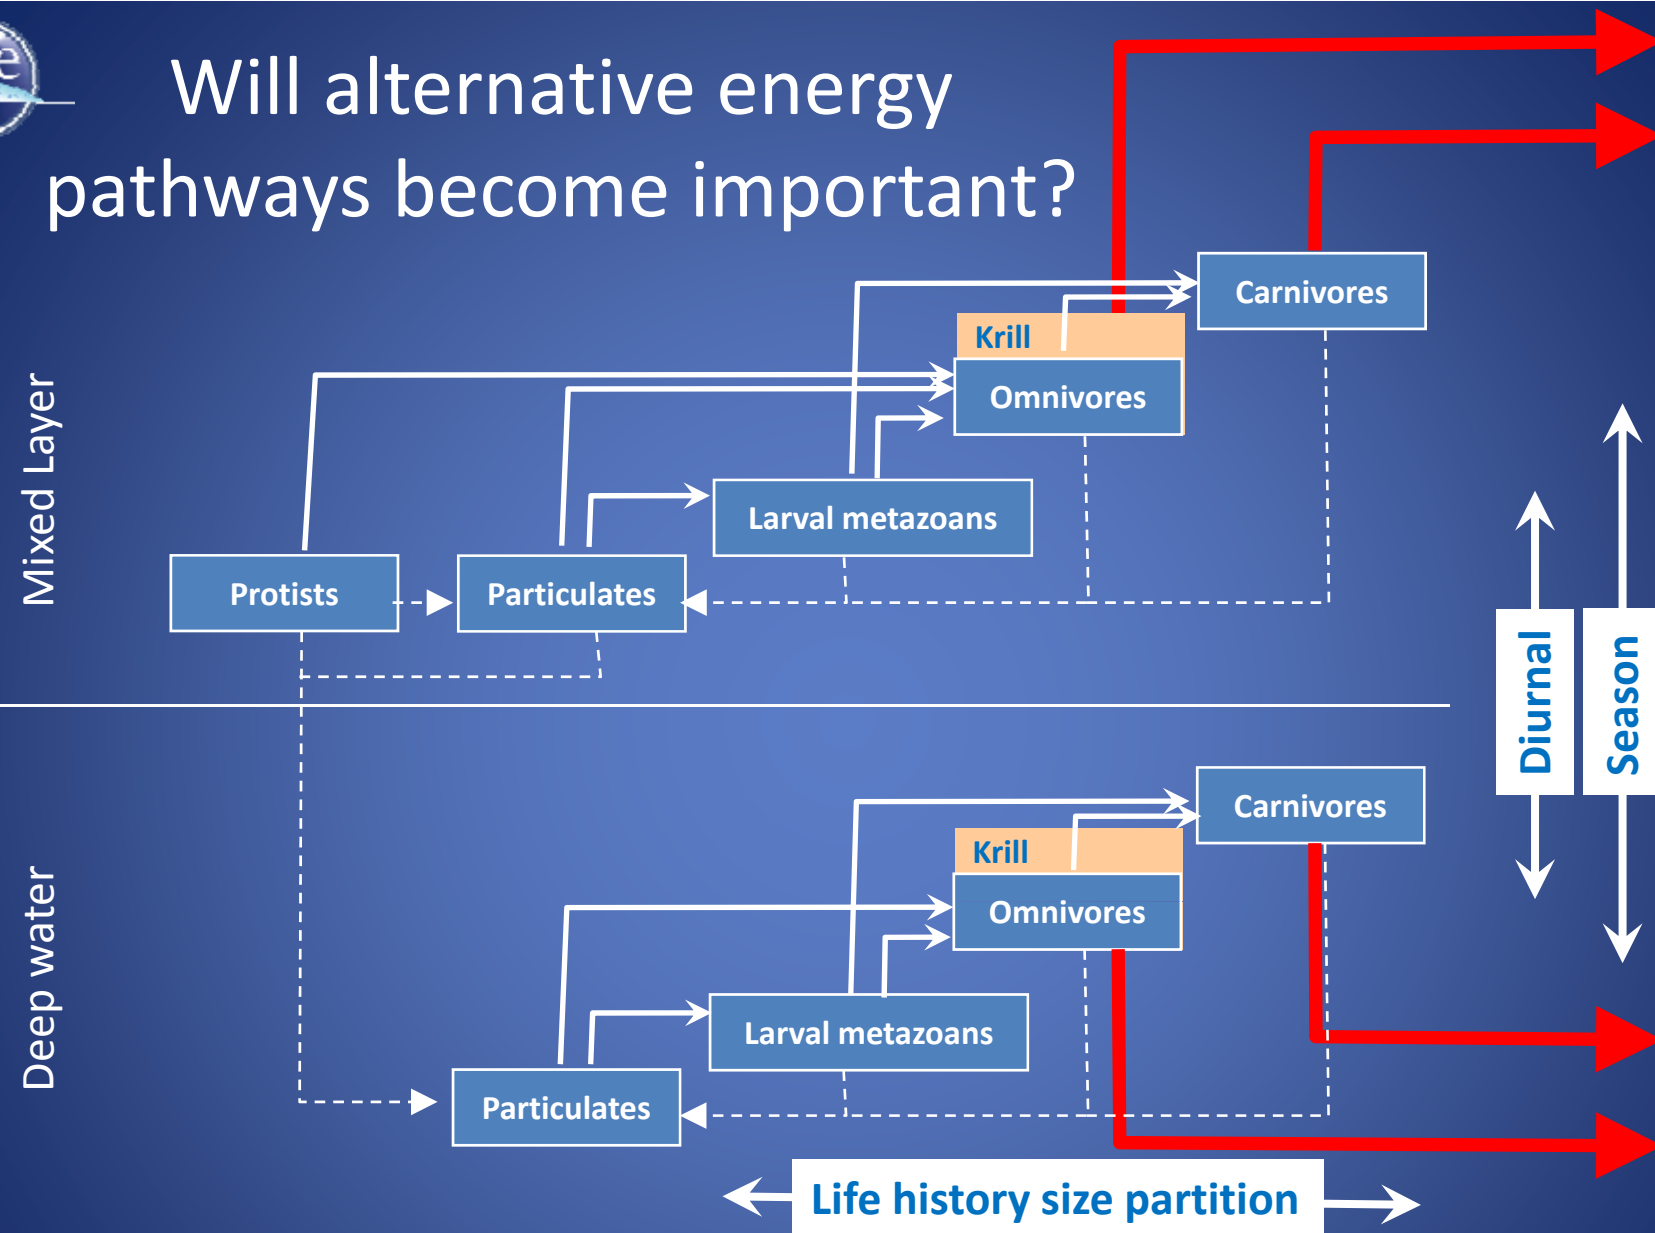 Will alternative energy
pathways become important?
Carnivores
Krill
Omnivores
Mixed Layer
Larval metazoans
Protists
Particulates
Diurnal
Season
Carnivores
Krill
Omnivores
Deep water
Larval metazoans
Particulates
Life history size partition